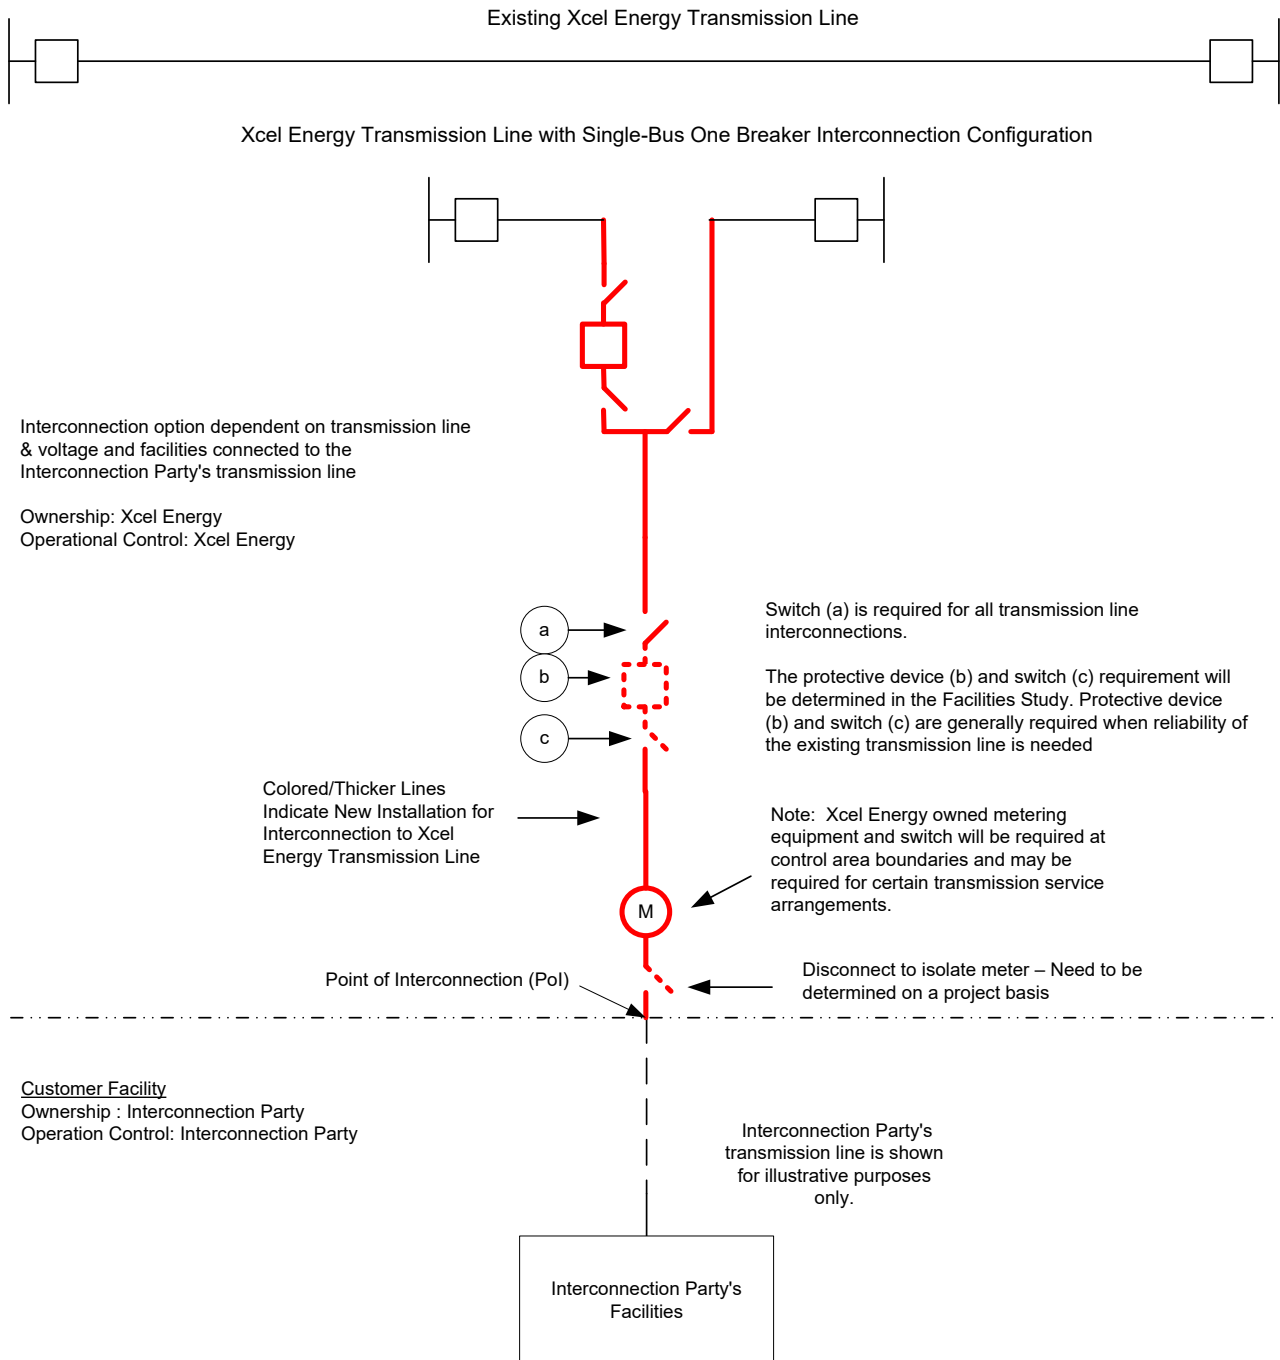 Existing Xcel Energy Transmission Line
Xcel Energy Transmission Line with Single-Bus One Breaker Interconnection Configuration
Interconnection option dependent on transmission line
& voltage and facilities connected to the
Interconnection Party's transmission line
Ownership: Xcel Energy
Operational Control: Xcel Energy
a
b
c
Switch (a) is required for all transmission line
interconnections.
The protective device (b) and switch (c) requirement will
be determined in the Facilities Study. Protective device
(b) and switch (c) are generally required when reliability of
the existing transmission line is needed
Colored/Thicker Lines
Indicate New Installation for
Interconnection to Xcel
Energy Transmission Line
Note:  Xcel Energy owned metering
equipment and switch will be required at
control area boundaries and may be
required for certain transmission service
arrangements.
M
Point of Interconnection (PoI)
Disconnect to isolate meter – Need to be
determined on a project basis
Customer Facility
Ownership : Interconnection Party
Operation Control: Interconnection Party
Interconnection Party's
transmission line is shown
for illustrative purposes
only.
Interconnection Party's
Facilities